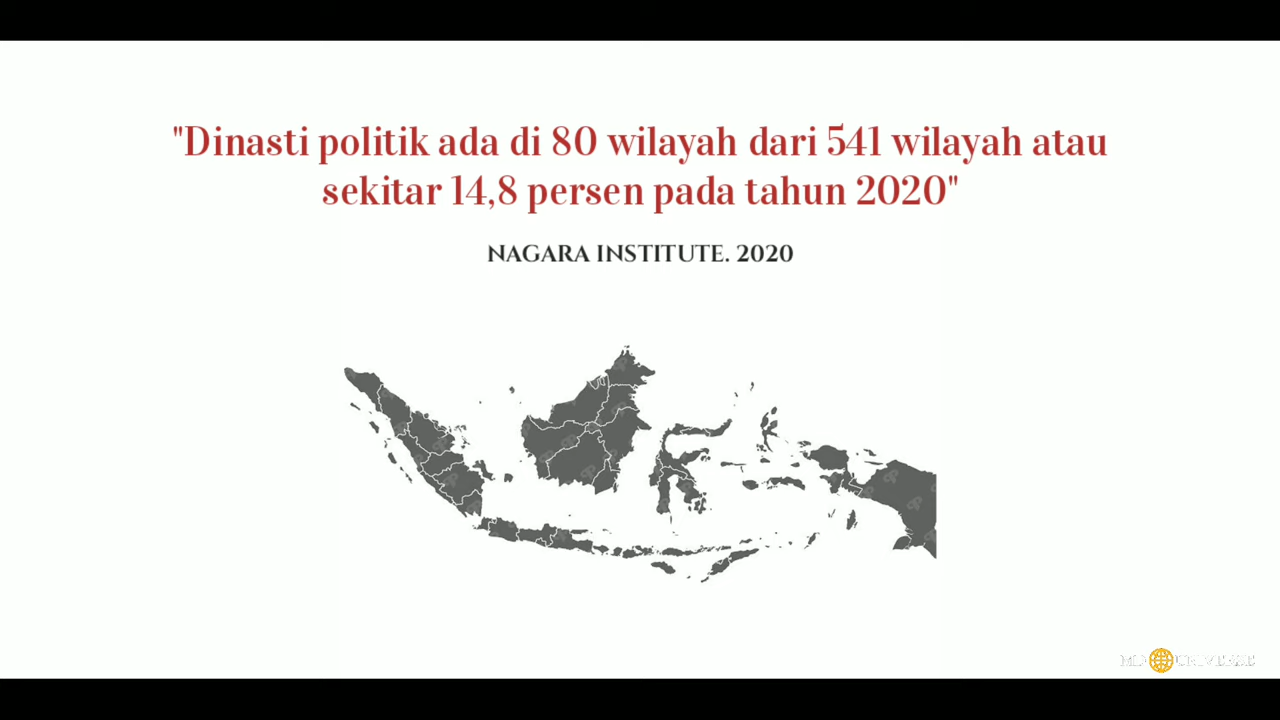 "Dinasti politik ada di 80 wilayah dari 541 wilayah atau
sekitar 14,8 persen pada tahun 2020"
NAGARA INSTITUTE. 2020